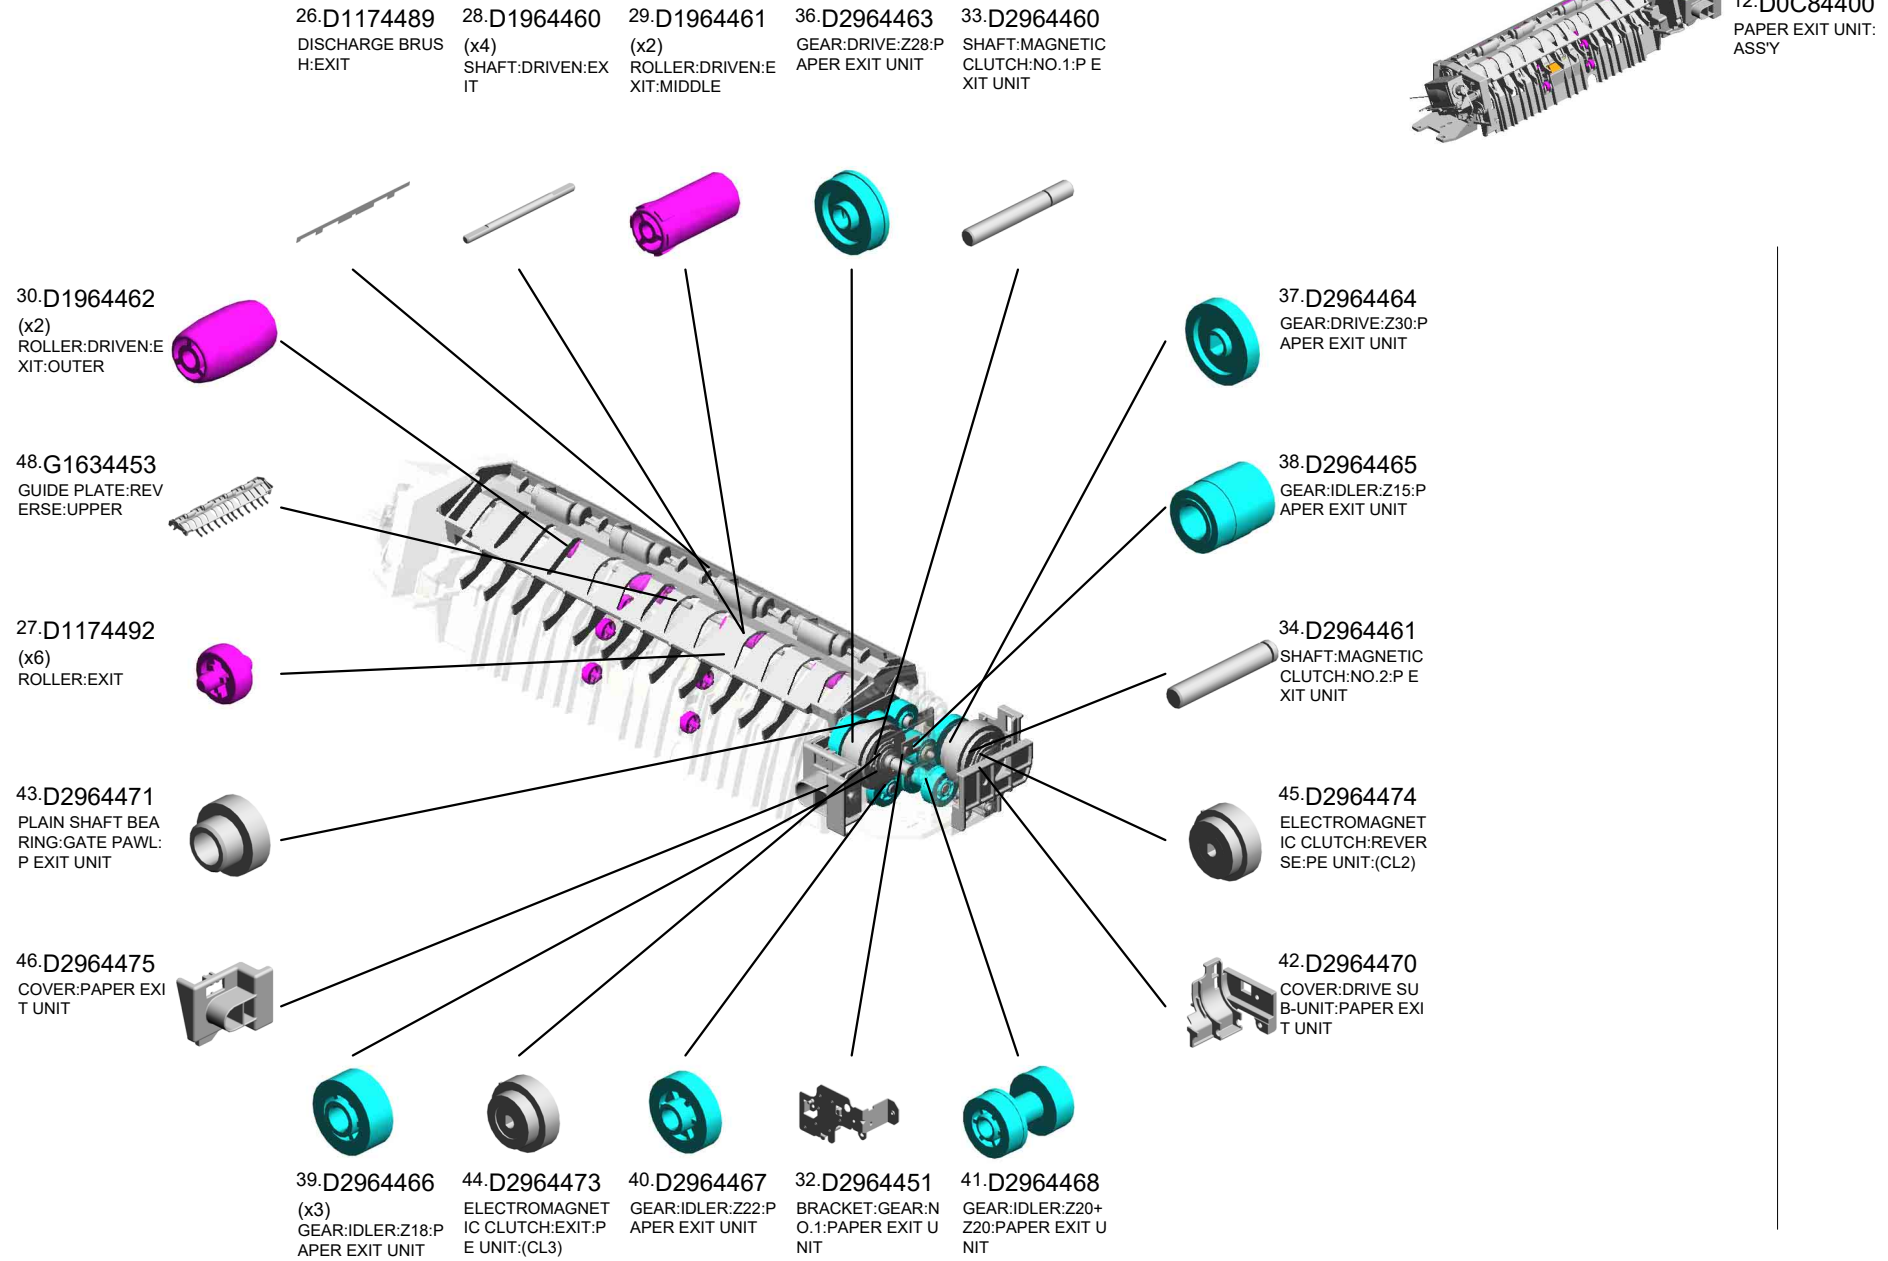 26.D1174489
DISCHARGE BRUS
H:EXIT
28.D1964460
(x4)
SHAFT:DRIVEN:EX
IT
29.D1964461
(x2)
ROLLER:DRIVEN:E
XIT:MIDDLE
36.D2964463
GEAR:DRIVE:Z28:P
APER EXIT UNIT
33.D2964460
SHAFT:MAGNETIC
CLUTCH:NO.1:P E
XIT UNIT
12.D0C84400
PAPER EXIT UNIT:
ASS'Y
30.D1964462
(x2)
ROLLER:DRIVEN:E
XIT:OUTER
37.D2964464
GEAR:DRIVE:Z30:P
APER EXIT UNIT
48.G1634453
GUIDE PLATE:REV
ERSE:UPPER
38.D2964465
GEAR:IDLER:Z15:P
APER EXIT UNIT
27.D1174492
(x6)
ROLLER:EXIT
34.D2964461
SHAFT:MAGNETIC
CLUTCH:NO.2:P E
XIT UNIT
43.D2964471
PLAIN SHAFT BEA
RING:GATE PAWL:
P EXIT UNIT
45.D2964474
ELECTROMAGNET
IC CLUTCH:REVER
SE:PE UNIT:(CL2)
46.D2964475
COVER:PAPER EXI
T UNIT
42.D2964470
COVER:DRIVE SU
B-UNIT:PAPER EXI
T UNIT
39.D2964466
(x3)
GEAR:IDLER:Z18:P
APER EXIT UNIT
44.D2964473
ELECTROMAGNET
IC CLUTCH:EXIT:P
E UNIT:(CL3)
40.D2964467
GEAR:IDLER:Z22:P
APER EXIT UNIT
32.D2964451
BRACKET:GEAR:N
O.1:PAPER EXIT U
NIT
41.D2964468
GEAR:IDLER:Z20+
Z20:PAPER EXIT U
NIT